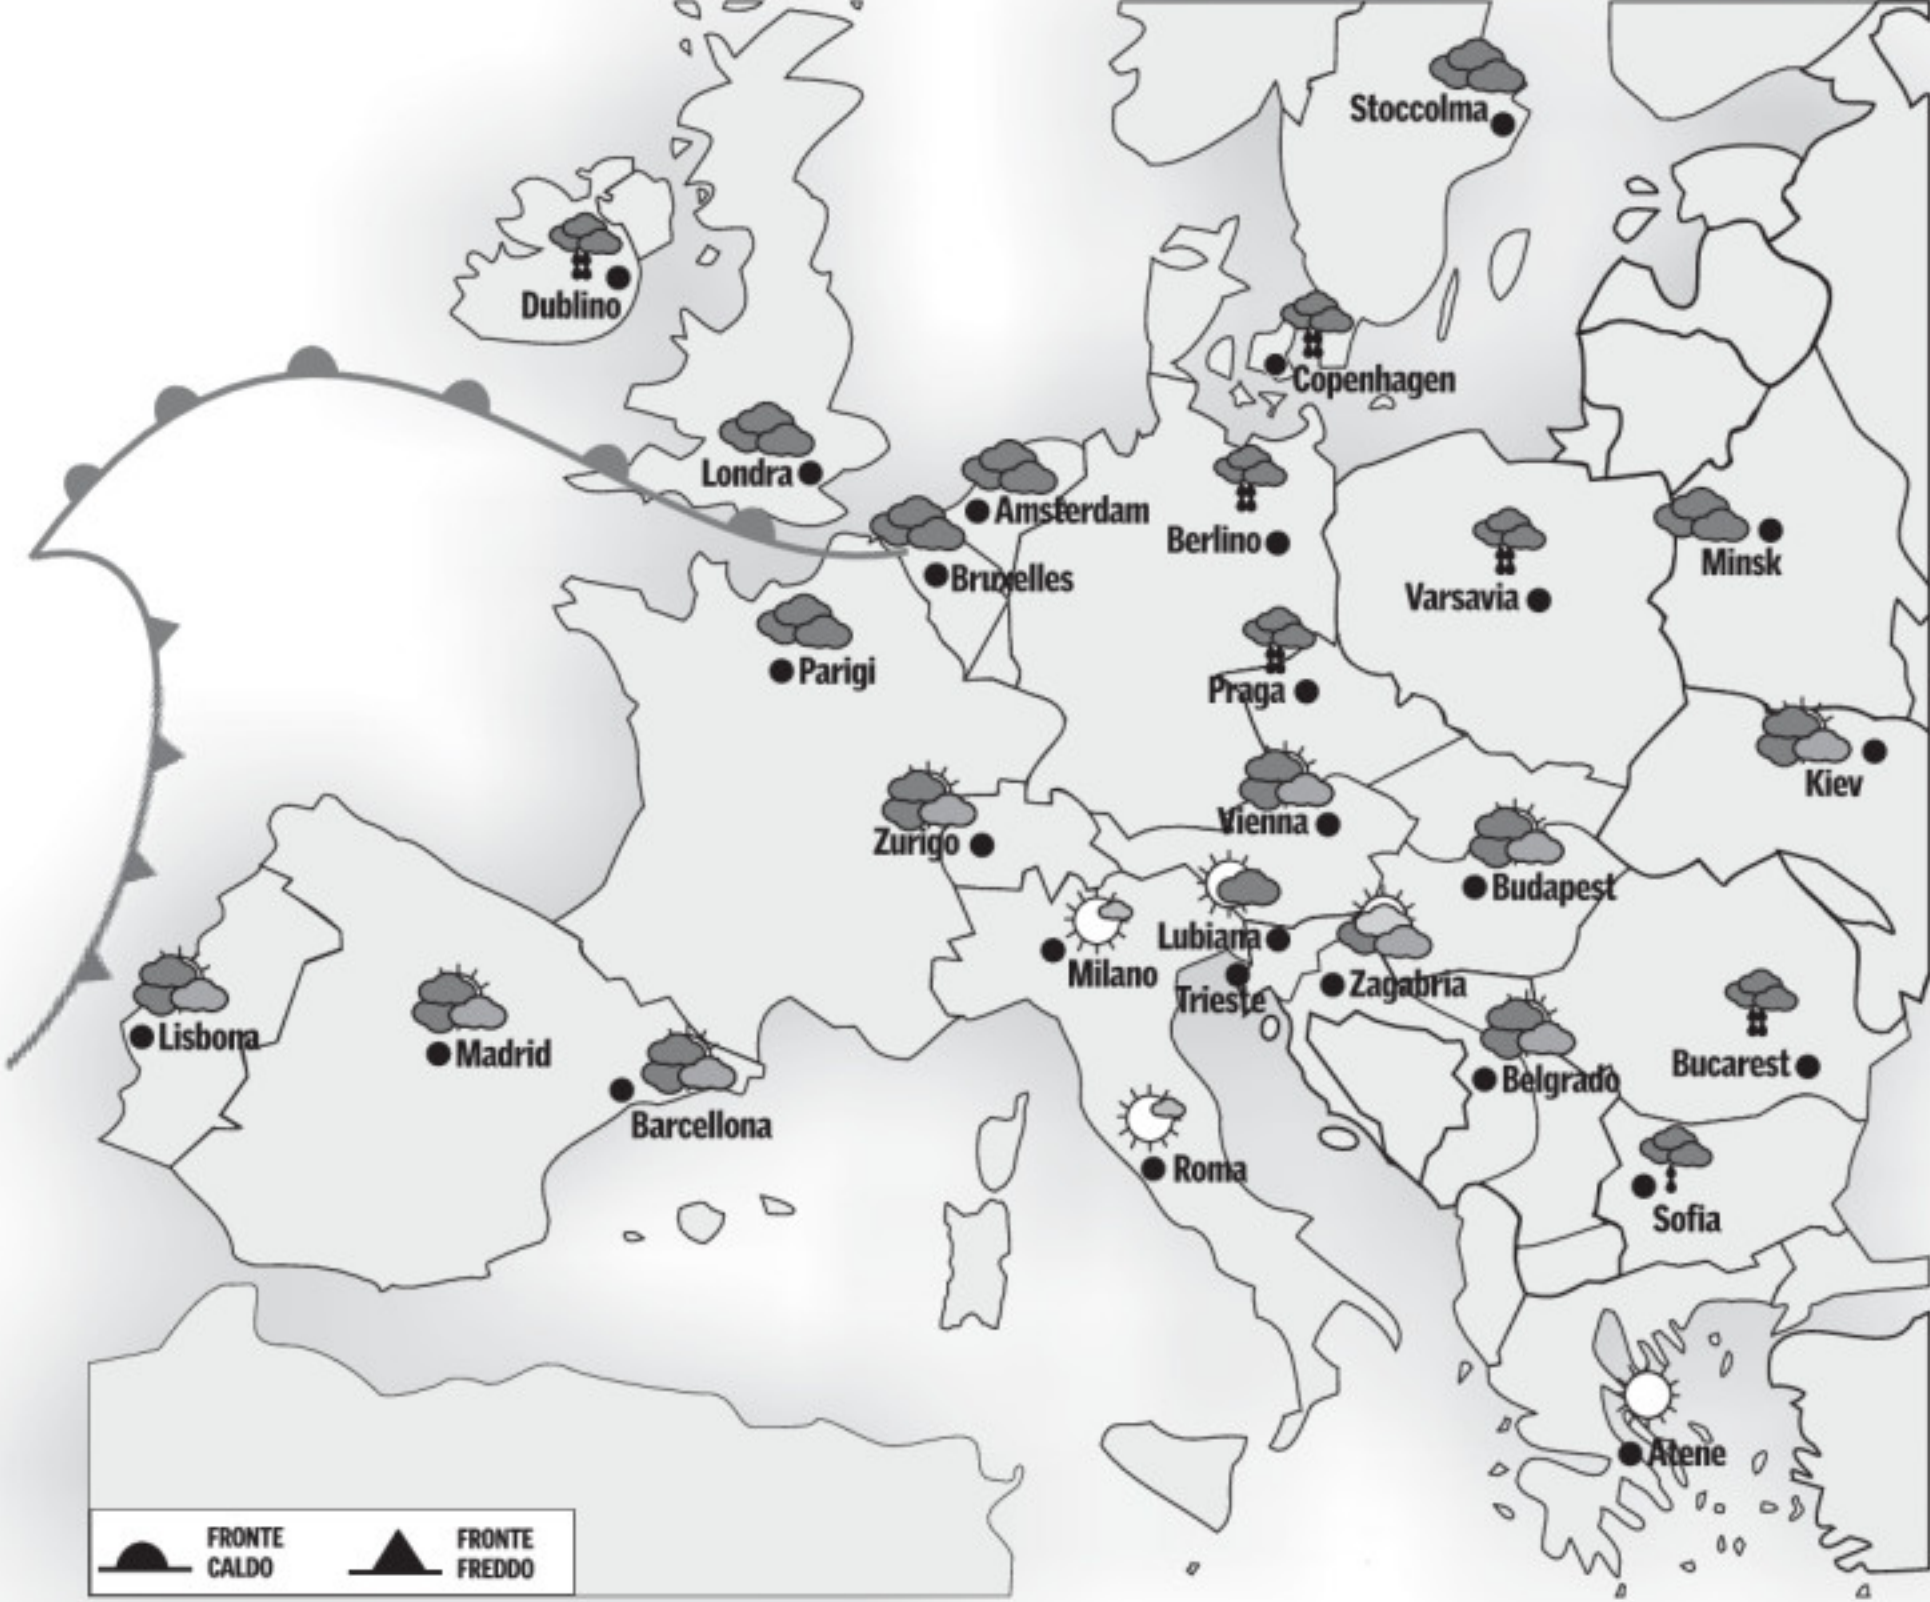 Stoccolma
Dublino
Copenhagen
Londra
Amsterdam
Berlino
Minsk
Bruxelles
Varsavia
Parigi
Praga
Kiev
Vienna
Zurigo
Budapest
Lubiana
Milano
Zagabria
Trieste
Lisbona
Madrid
Belgrado
Bucarest
Barcellona
Roma
Sofia
Atene
FRONTE
CALDO
FRONTE
FREDDO